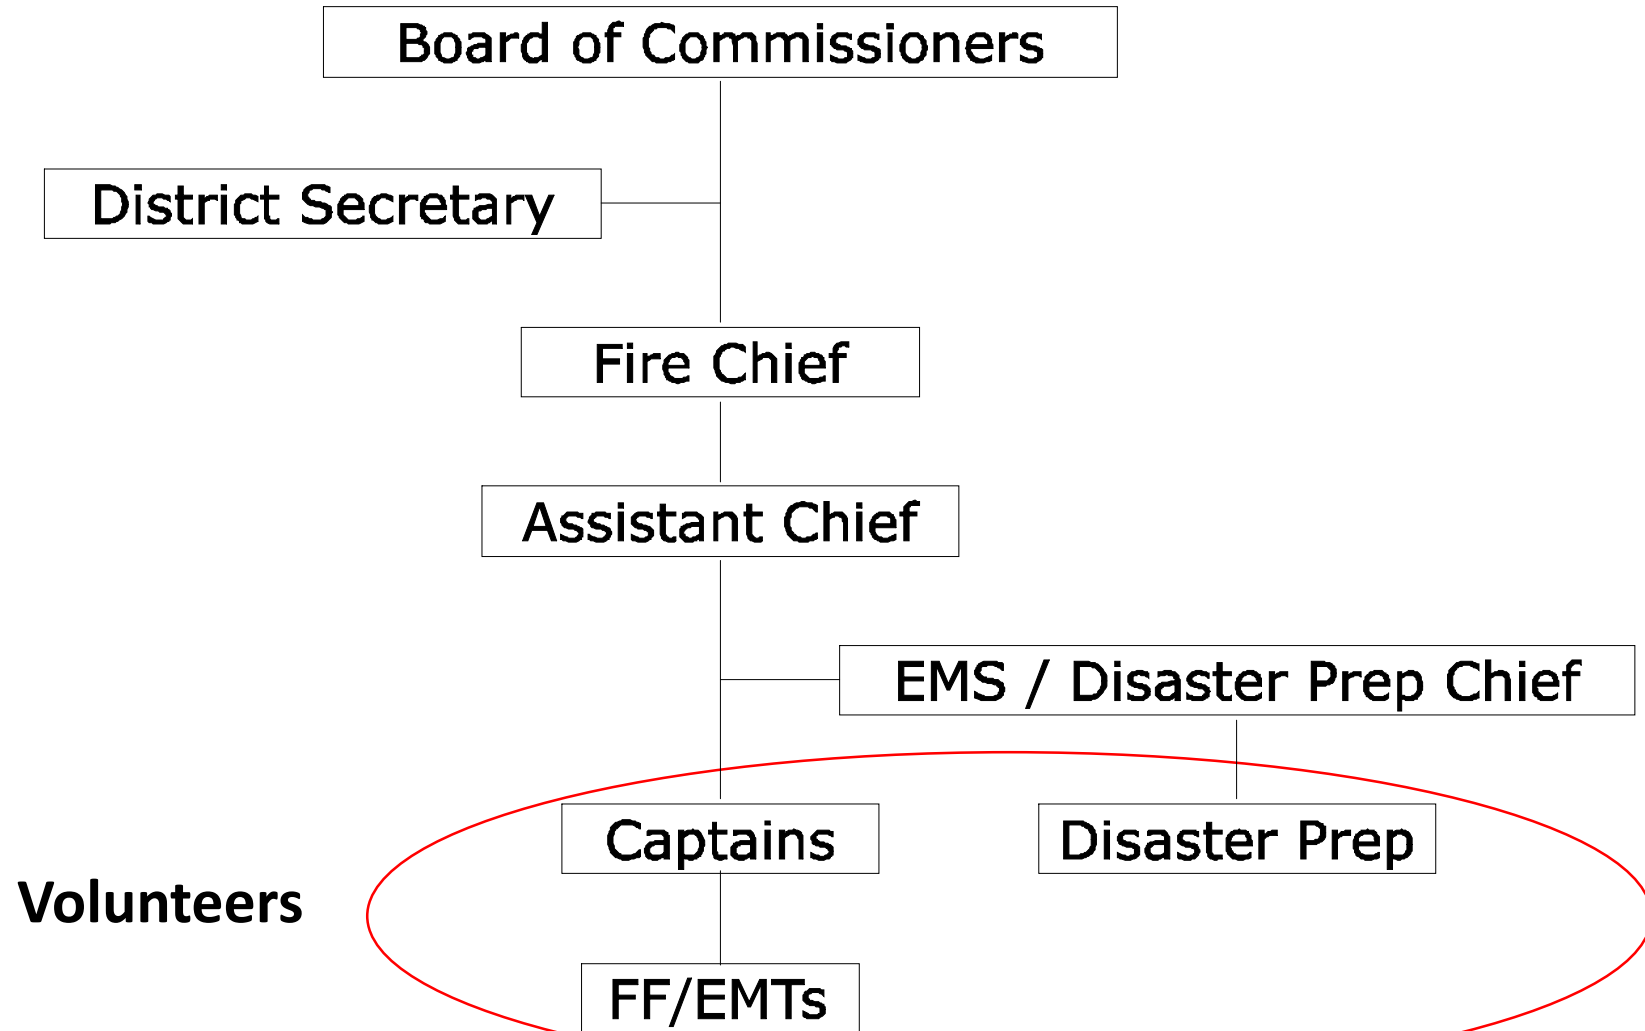 Board of Commissioners
District Secretary
Fire Chief
Assistant Chief
EMS / Disaster Prep Chief
Captains
Disaster Prep
Volunteers
FF/EMTs